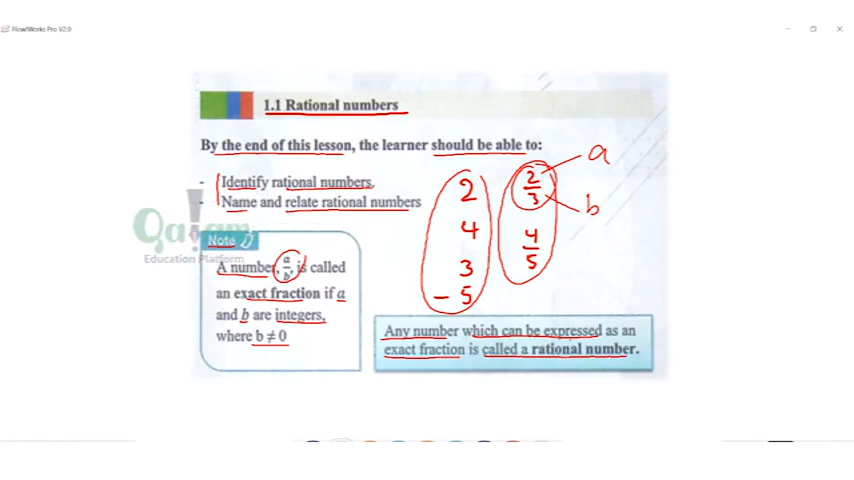 FlowWorks Pro V2.0
1.1 Rational numbers
By the end of this lesson, the learner should be able to:
- Identify rational numbers,
- Name and relate rational numbers
Qalam
Education Platform
Note
A number, a/b, is called
an exact fraction if a
and b are integers,
where b ≠ 0
2
4
3
- 5
2/3
4/5
a
b
Any number which can be expressed as an
exact fraction is called a rational number.